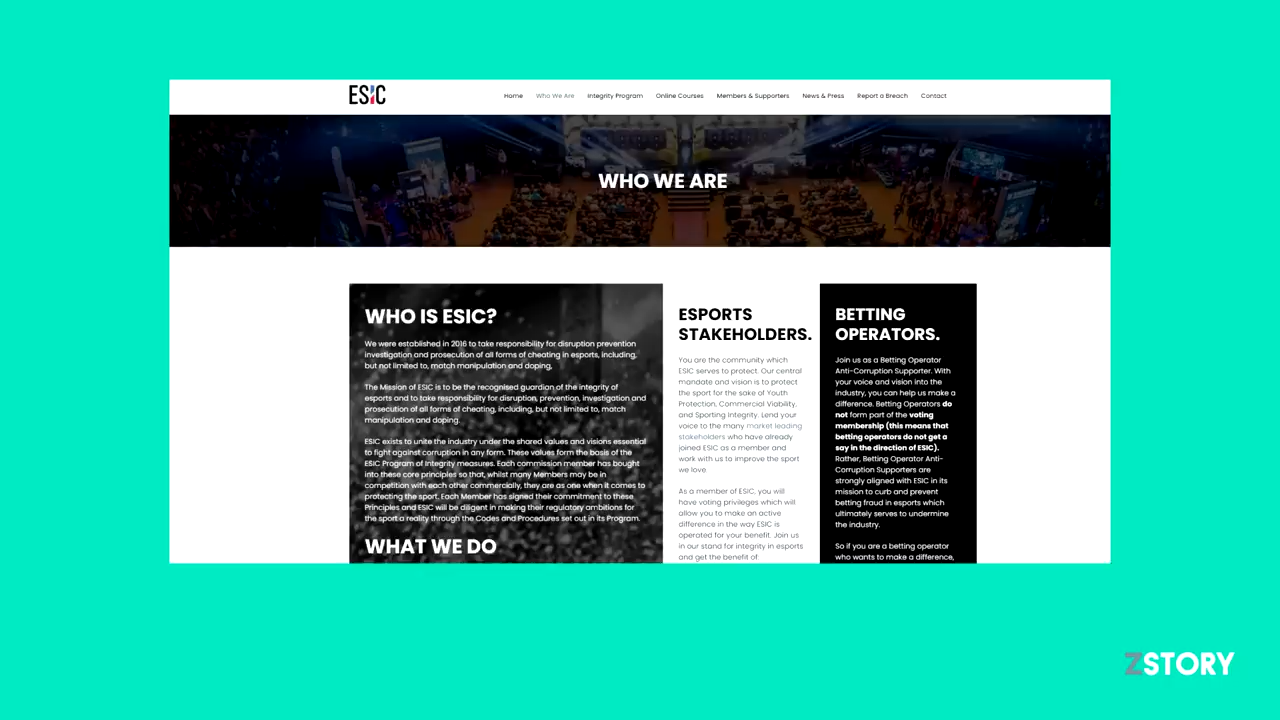 ESIC
Home Who We Are Integrity Program Online Courses Members & Supporters News & Press Report a Breach Contact
WHO WE ARE
WHO IS ESIC?
We were established in 2016 to take responsibility for disruption prevention
investigation and prosecution of all forms of cheating in esports, including,
but not limited to, match manipulation and doping,
The Mission of ESIC is to be the recognised guardian of the integrity of
esports and to take responsibility for disruption, prevention, investigation and
prosecution of all forms of cheating, including, but not limited to, match
manipulation and doping.
ESIC exists to unite the industry under the shared values and visions essential
to fight against corruption in any form. These values form the basis of the
ESIC Program of Integrity measures. Each commission member has bought
into these core principles so that, whilst many Members may be in
competition with each other commercially, they are as one when it comes to
protecting the sport. Each Member has signed their commitment to these
Principles and ESIC will be diligent in making their regulatory ambitions for
the sport a reality through the Codes and Procedures set out in its Program.
WHAT WE DO
ESPORTS
STAKEHOLDERS.
You are the community which
ESIC serves to protect. Our central
mandate and vision is to protect
the sport for the sake of Youth
Protection, Commercial Viability,
and Sporting Integrity. Lend your
voice to the many market leading
stakeholders who have already
joined ESIC as a member and
work with us to improve the sport
we love.
As a member of ESIC, you will
have voting privileges which will
allow you to make an active
difference in the way ESIC is
operated for your benefit. Join us
in our stand for integrity in esports
and get the benefit of:
BETTING
OPERATORS.
Join us as a Betting Operator
Anti-Corruption Supporter. With
your voice and vision into the
industry, you can help us make a
difference. Betting Operators do
not form part of the voting
membership (this means that
betting operators do not get a
say in the direction of ESIC).
Rather, Betting Operator Anti-
Corruption Supporters are
strongly aligned with ESIC in its
mission to curb and prevent
betting fraud in esports which
ultimately serves to undermine
the industry.
So if you are a betting operator
who wants to make a difference,
ZSTORY